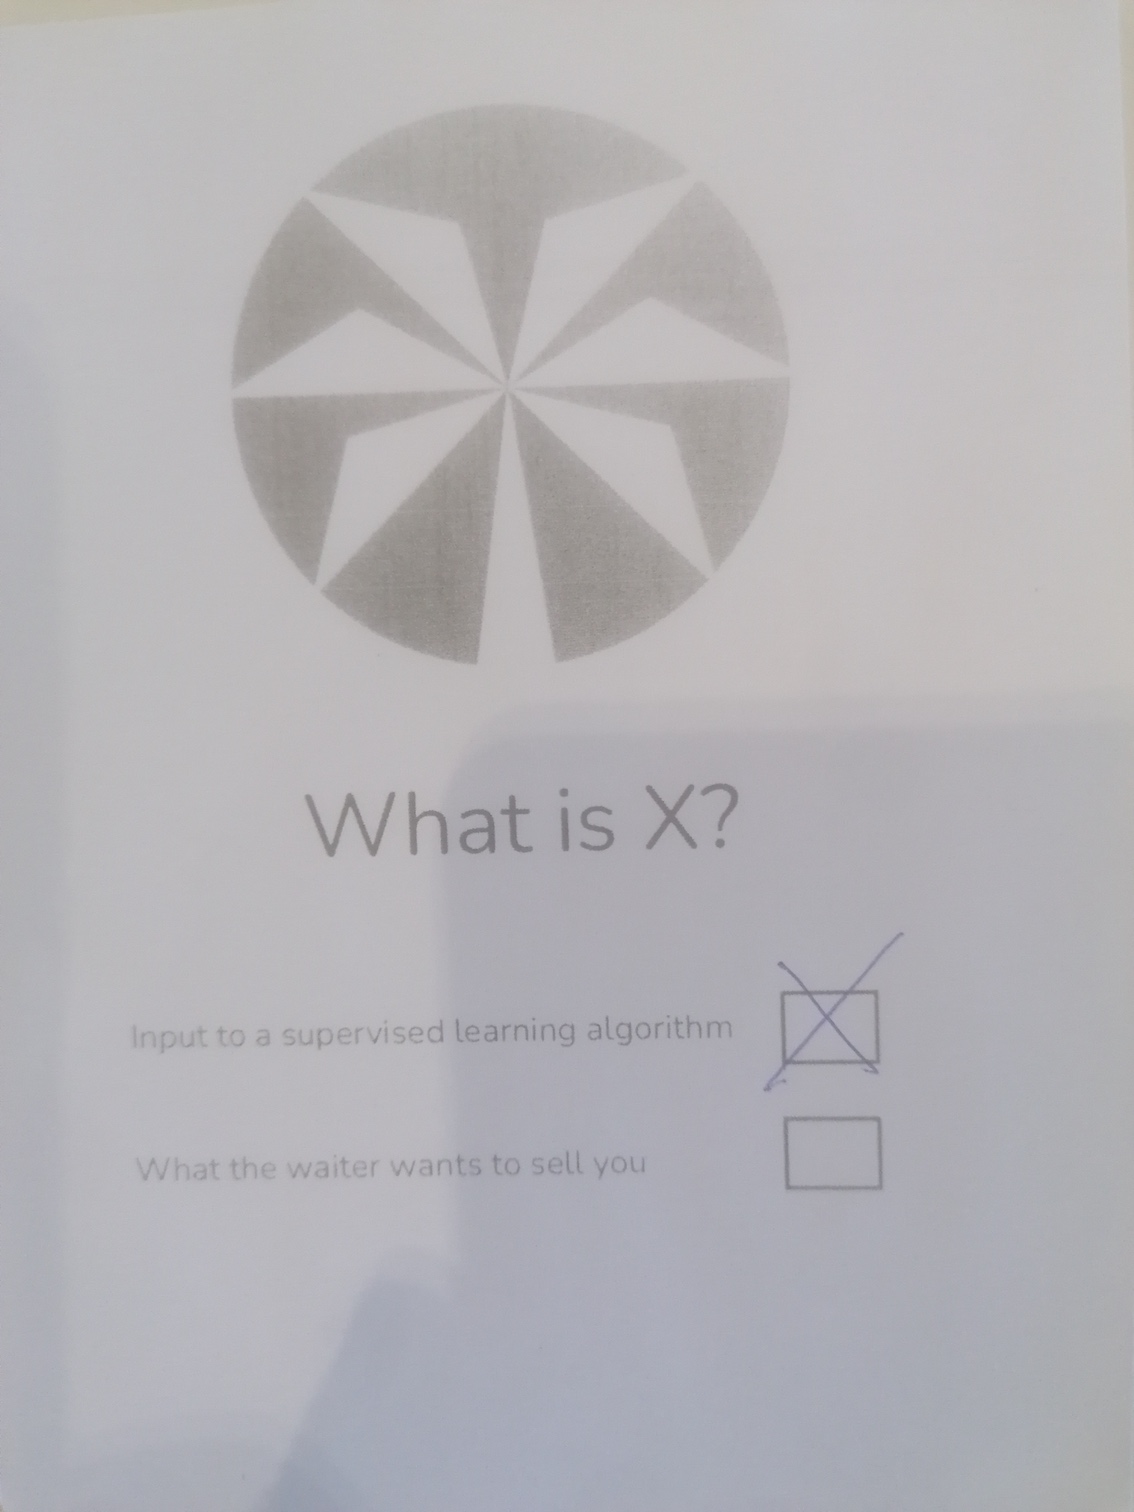 What is X?
Input to a supervised learning algorithm
What the waiter wants to sell you